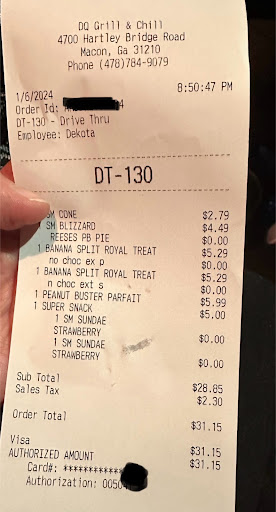 DQ Grill & Chill
4700 Hartley Bridge Road
Macon, Ga 31210
Phone (478)784-9079
8:50:47 PM
1/6/2024
Order Id: 4
DT-130 - Drive Thru
Employee: Dekota
DT-130
SM CONE $2.79
1 SM BLIZZARD $4.49
REESES PB PIE $0.00
1 BANANA SPLIT ROYAL TREAT $5.29
no choc ex p $0.00
1 BANANA SPLIT ROYAL TREAT $5.29
n choc ext s $0.00
1 PEANUT BUSTER PARFAIT $5.99
1 SUPER SNACK $5.00
1 SM SUNDAE
STRAWBERRY $0.00
1 SM SUNDAE
STRAWBERRY $0.00
Sub Total $28.85
Sales Tax $2.30
Order Total $31.15
Visa $31.15
AUTHORIZED AMOUNT $31.15
Card#: ************
Authorization: 005